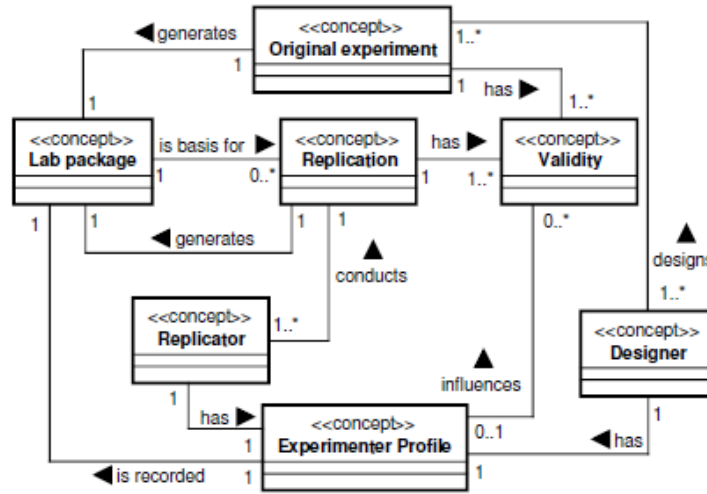 <<concept>>
Original experiment
◀ generates
1
1..*
1
has ▶
1
1..*
<<concept>>
Lab package
is basis for ▶
1
0..*
<<concept>>
Replication
has ▶
1
1..*
<<concept>>
Validity
1
1
◀ generates
1
1
0..*
▲
conducts
▲
designs
1..*
<<concept>>
Replicator
1..*
<<concept>>
Designer
▲
influences
1
has ▶
1
<<concept>>
Experimenter Profile
0..1
1
◀ has
1
◀ is recorded
1